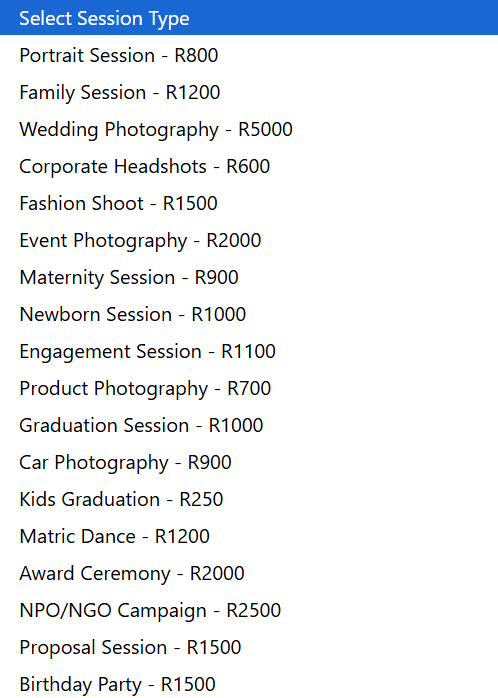 Select Session Type
Portrait Session - R800
Family Session - R1200
Wedding Photography - R5000
Corporate Headshots - R600
Fashion Shoot - R1500
Event Photography - R2000
Maternity Session - R900
Newborn Session - R1000
Engagement Session - R1100
Product Photography - R700
Graduation Session - R1000
Car Photography - R900
Kids Graduation - R250
Matric Dance - R1200
Award Ceremony - R2000
NPO/NGO Campaign - R2500
Proposal Session - R1500
Birthday Party - R1500